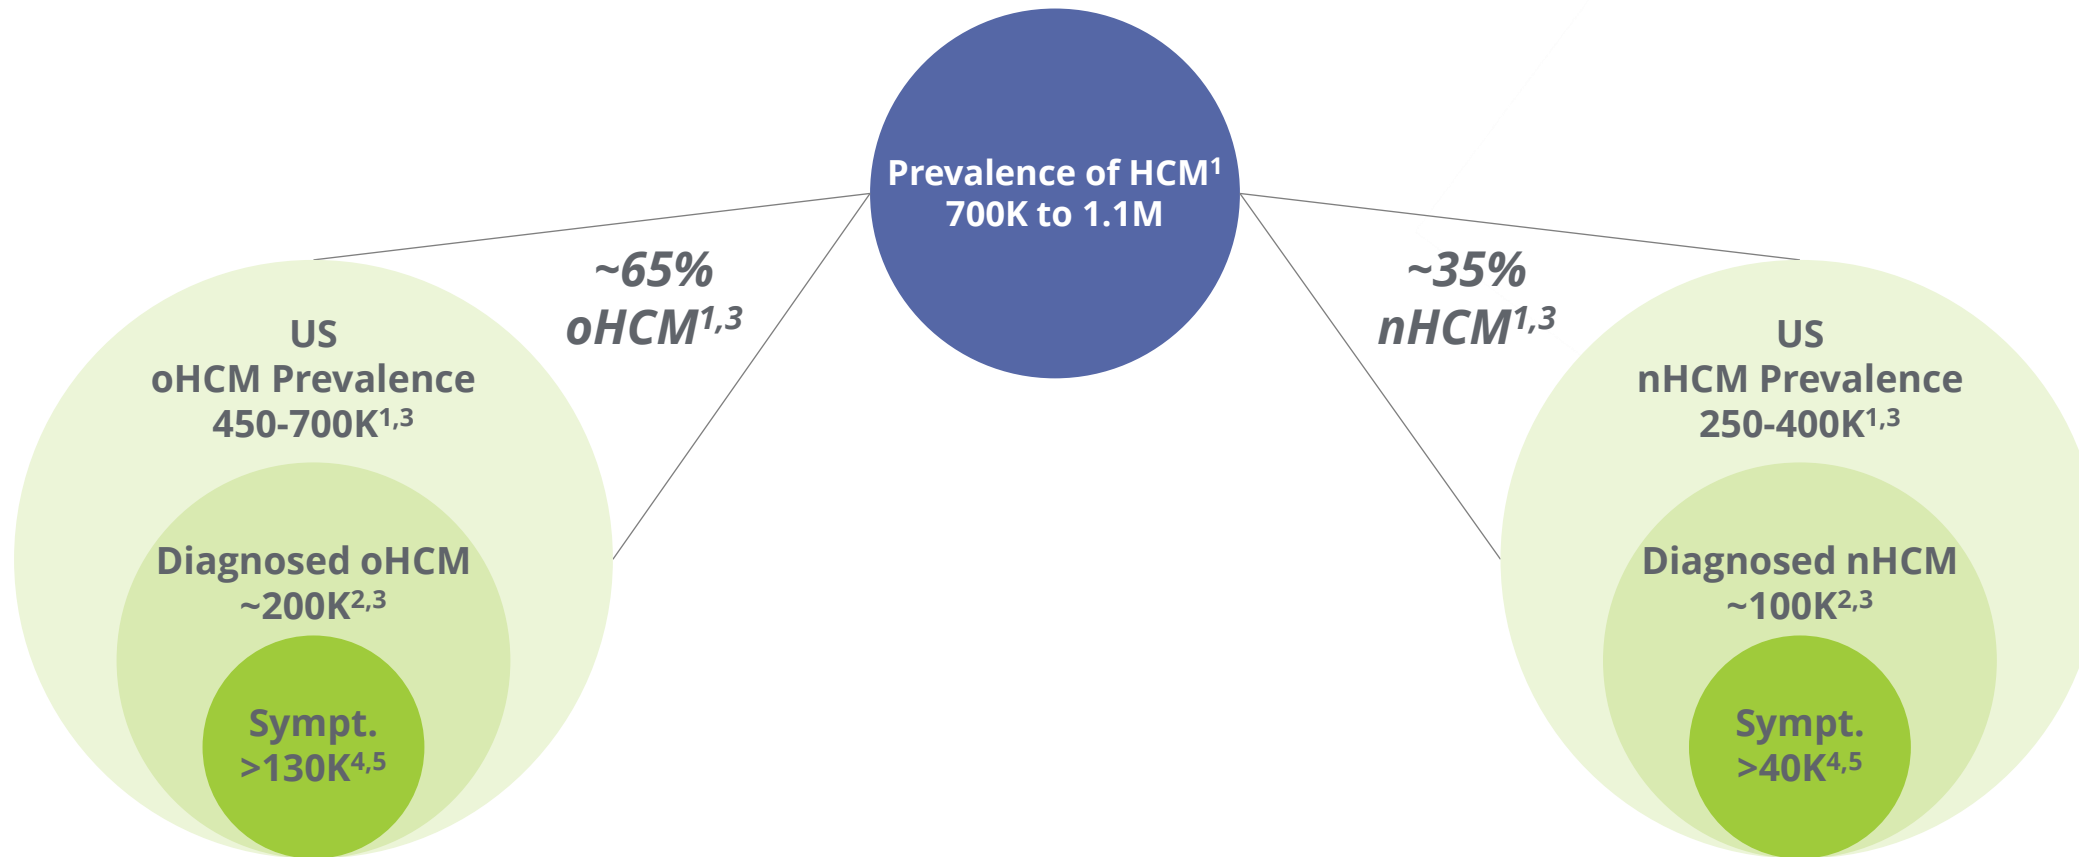 Prevalence of HCM¹
700K to 1.1M
~65%
oHCM¹,³
~35%
nHCM¹,³
US
oHCM Prevalence
450-700K¹,³
Diagnosed oHCM
~200K²,³
Sympt.
>130K⁴,⁵
US
nHCM Prevalence
250-400K¹,³
Diagnosed nHCM
~100K²,³
Sympt.
>40K⁴,⁵